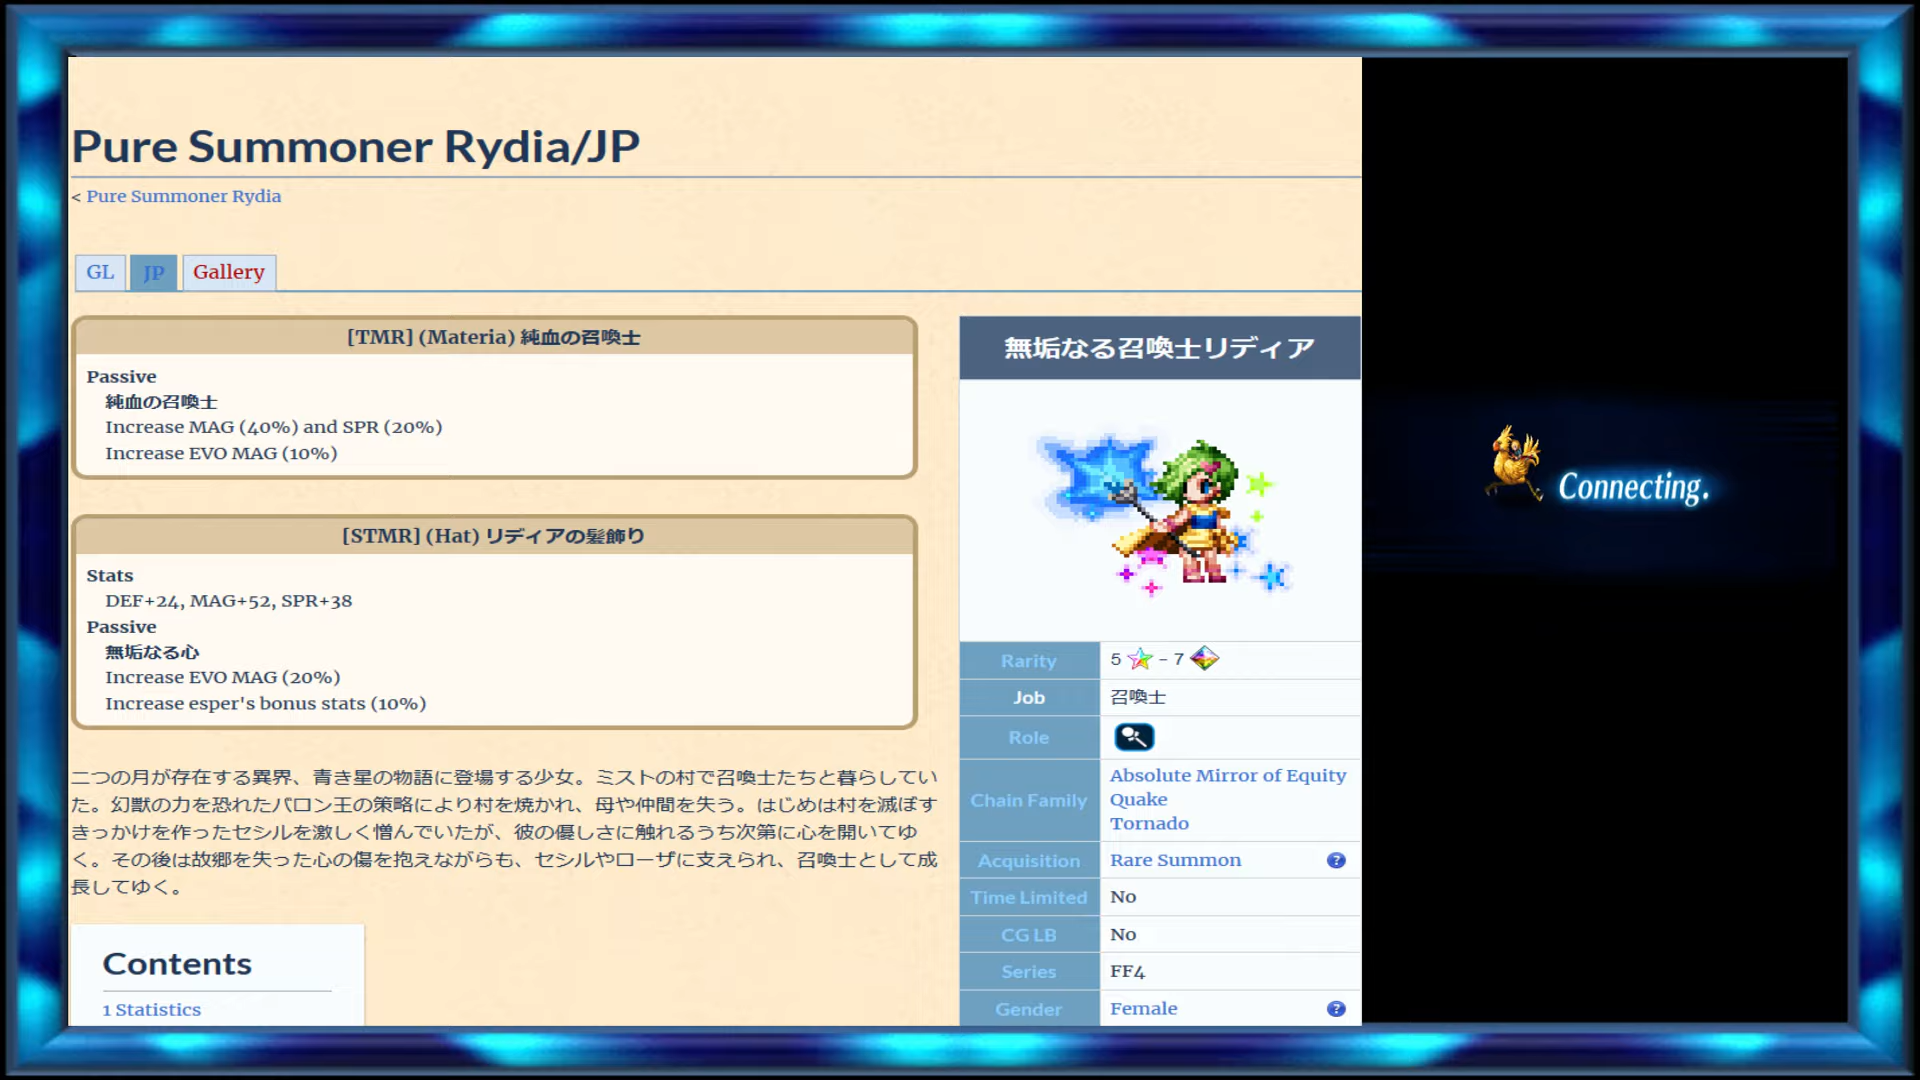 Pure Summoner Rydia/JP
< Pure Summoner Rydia
GL JP Gallery
[TMR] (Materia) 純血の召喚士
Passive
純血の召喚士
Increase MAG (40%) and SPR (20%)
Increase EVO MAG (10%)
[STMR] (Hat) リディアの髪飾り
Stats
DEF+24, MAG+52, SPR+38
Passive
無垢なる心
Increase EVO MAG (20%)
Increase esper's bonus stats (10%)
二つの月が存在する異界、青き星の物語に登場する少女。ミストの村で召喚士たちと暮らしてい
た。幻獣の力を恐れたバロン王の策略により村を焼かれ、母や仲間を失う。はじめは村を滅ぼす
きっかけを作ったセシルを激しく憎んでいたが、彼の優しさに触れるうち次第に心を開いてゆ
く。その後は故郷を失った心の傷を抱えながらも、セシルやローザに支えられ、召喚士として成
長してゆく。
Contents
1 Statistics
無垢なる召喚士リディア
Rarity 5 - 7
Job 召喚士
Role
Chain Family Absolute Mirror of Equity
Quake
Tornado
Acquisition Rare Summon ?
Time Limited No
CG LB No
Series FF4
Gender Female ?
Connecting.